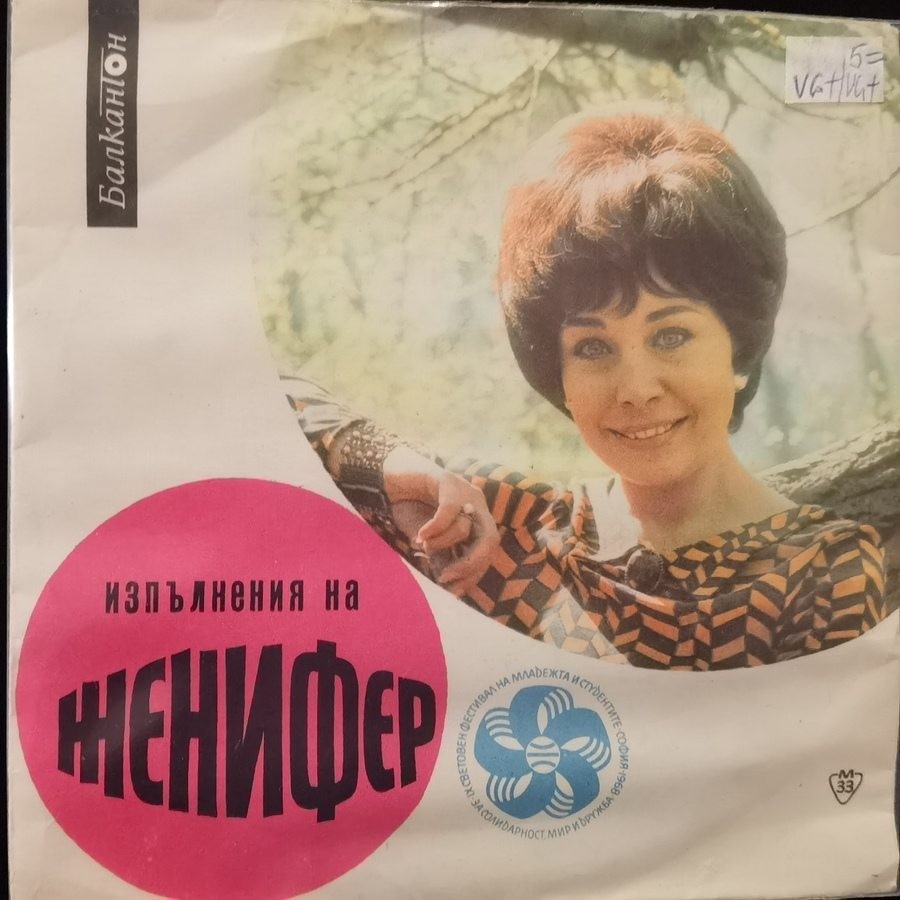 Балкантон
5=
VG+/VG+
изпълнения на
ЖЕНИФЕР
IX СВЕТОВЕН ФЕСТИВАЛ НА МЛАДЕЖТА И СТУДЕНТИТЕ·СОФИЯ·1968
·ЗА СОЛИДАРНОСТ, МИР И ДРУЖБА
М
33